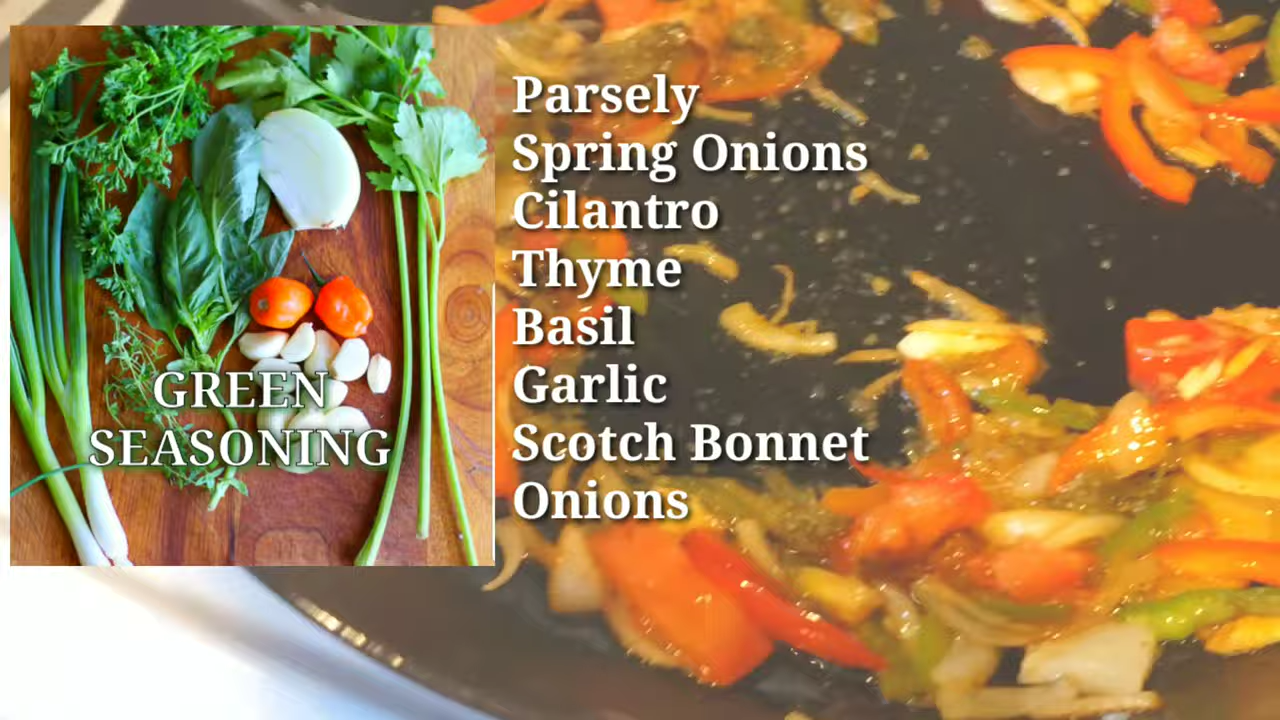 GREEN
SEASONING
Parsely
Spring Onions
Cilantro
Thyme
Basil
Garlic
Scotch Bonnet
Onions